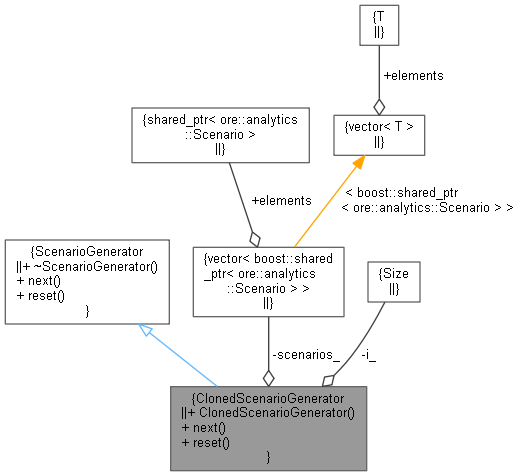 {T
||}
+elements
{shared_ptr< ore::analytics
::Scenario >
||}
{vector< T >
||}
< boost::shared_ptr
< ore::analytics::Scenario > >
+elements
{ScenarioGenerator
||+ ~ScenarioGenerator()
+ next()
+ reset()
}
{vector< boost::shared
_ptr< ore::analytics
::Scenario > >
||}
{Size
||}
-scenarios_
-i_
{ClonedScenarioGenerator
||+ ClonedScenarioGenerator()
+ next()
+ reset()
}